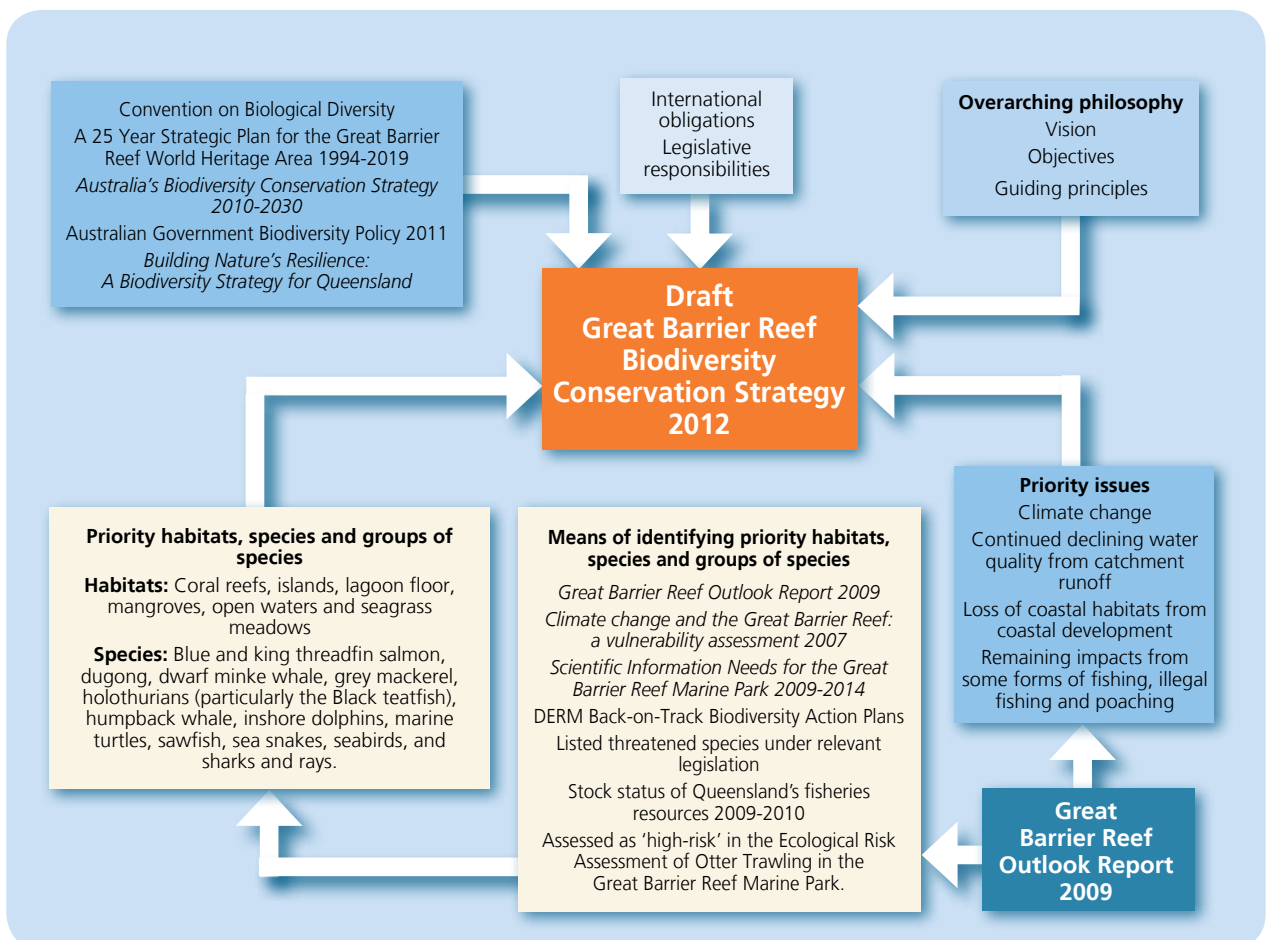 Convention on Biological Diversity
A 25 Year Strategic Plan for the Great Barrier
Reef World Heritage Area 1994-2019
Australia's Biodiversity Conservation Strategy
2010-2030
Australian Government Biodiversity Policy 2011
Building Nature's Resilience:
A Biodiversity Strategy for Queensland
International
obligations
Legislative
responsibilities
Overarching philosophy
Vision
Objectives
Guiding principles
Draft
Great Barrier Reef
Biodiversity
Conservation Strategy
2012
Priority habitats, species and groups of
species
Habitats: Coral reefs, islands, lagoon floor,
mangroves, open waters and seagrass
meadows
Species: Blue and king threadfin salmon,
dugong, dwarf minke whale, grey mackerel,
holothurians (particularly the Black teatfish),
humpback whale, inshore dolphins, marine
turtles, sawfish, sea snakes, seabirds, and
sharks and rays.
Means of identifying priority habitats,
species and groups of species
Great Barrier Reef Outlook Report 2009
Climate change and the Great Barrier Reef:
a vulnerability assessment 2007
Scientific Information Needs for the Great
Barrier Reef Marine Park 2009-2014
DERM Back-on-Track Biodiversity Action Plans
Listed threatened species under relevant
legislation
Stock status of Queensland's fisheries
resources 2009-2010
Assessed as 'high-risk' in the Ecological Risk
Assessment of Otter Trawling in the
Great Barrier Reef Marine Park.
Priority issues
Climate change
Continued declining water
quality from catchment
runoff
Loss of coastal habitats from
coastal development
Remaining impacts from
some forms of fishing, illegal
fishing and poaching
Great
Barrier Reef
Outlook Report
2009